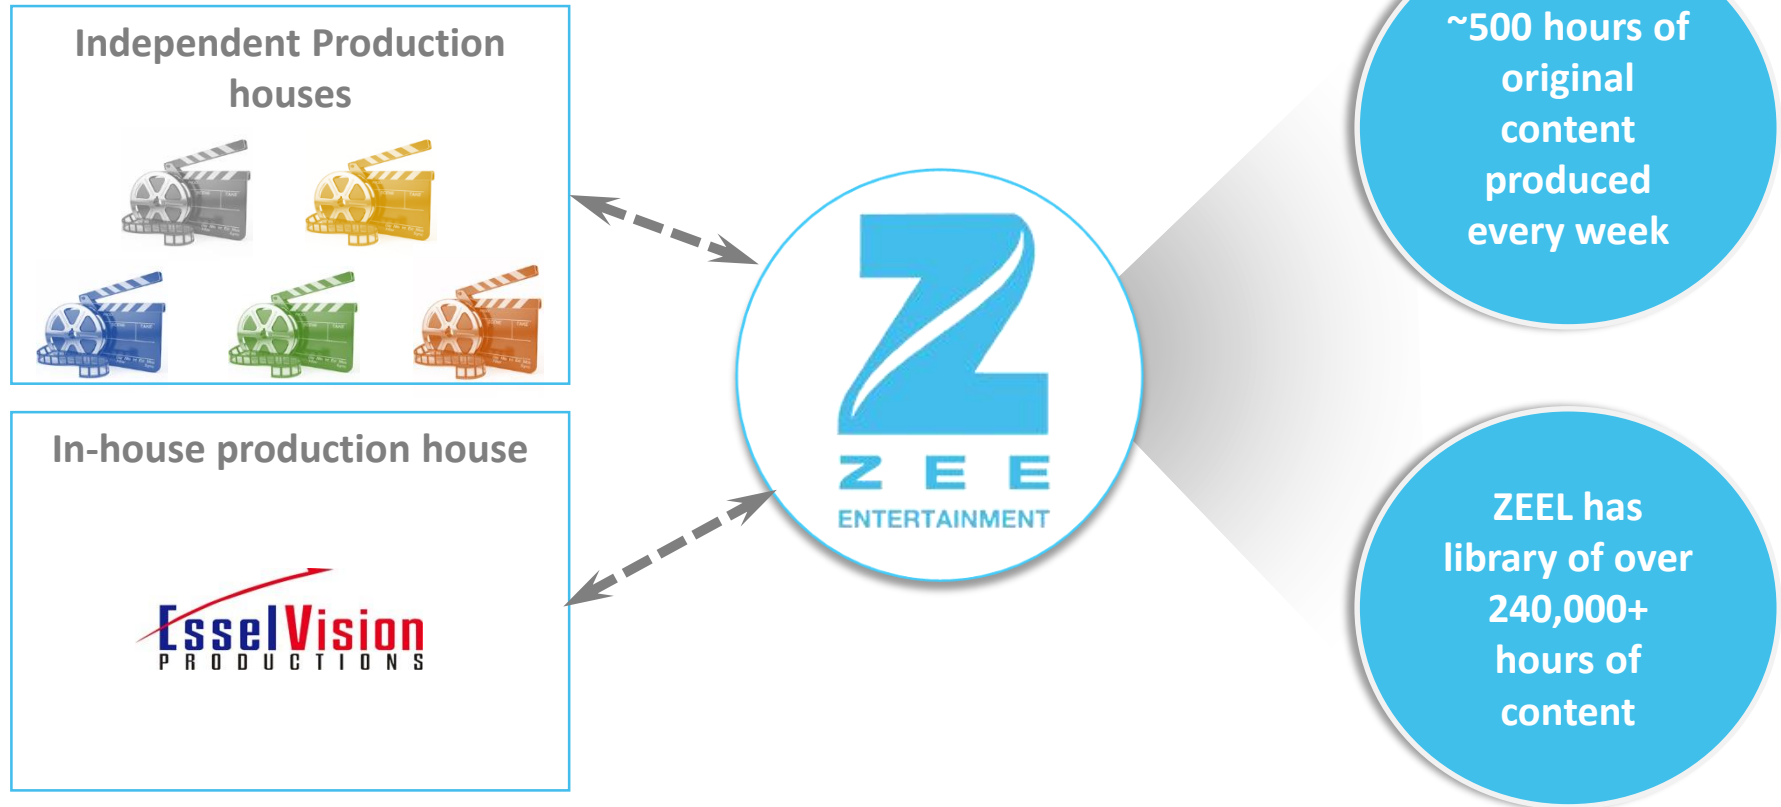 Independent Production
houses
In-house production house
EsselVision
PRODUCTIONS
ZEE
ENTERTAINMENT
~500 hours of
original
content
produced
every week
ZEEL has
library of over
240,000+
hours of
content